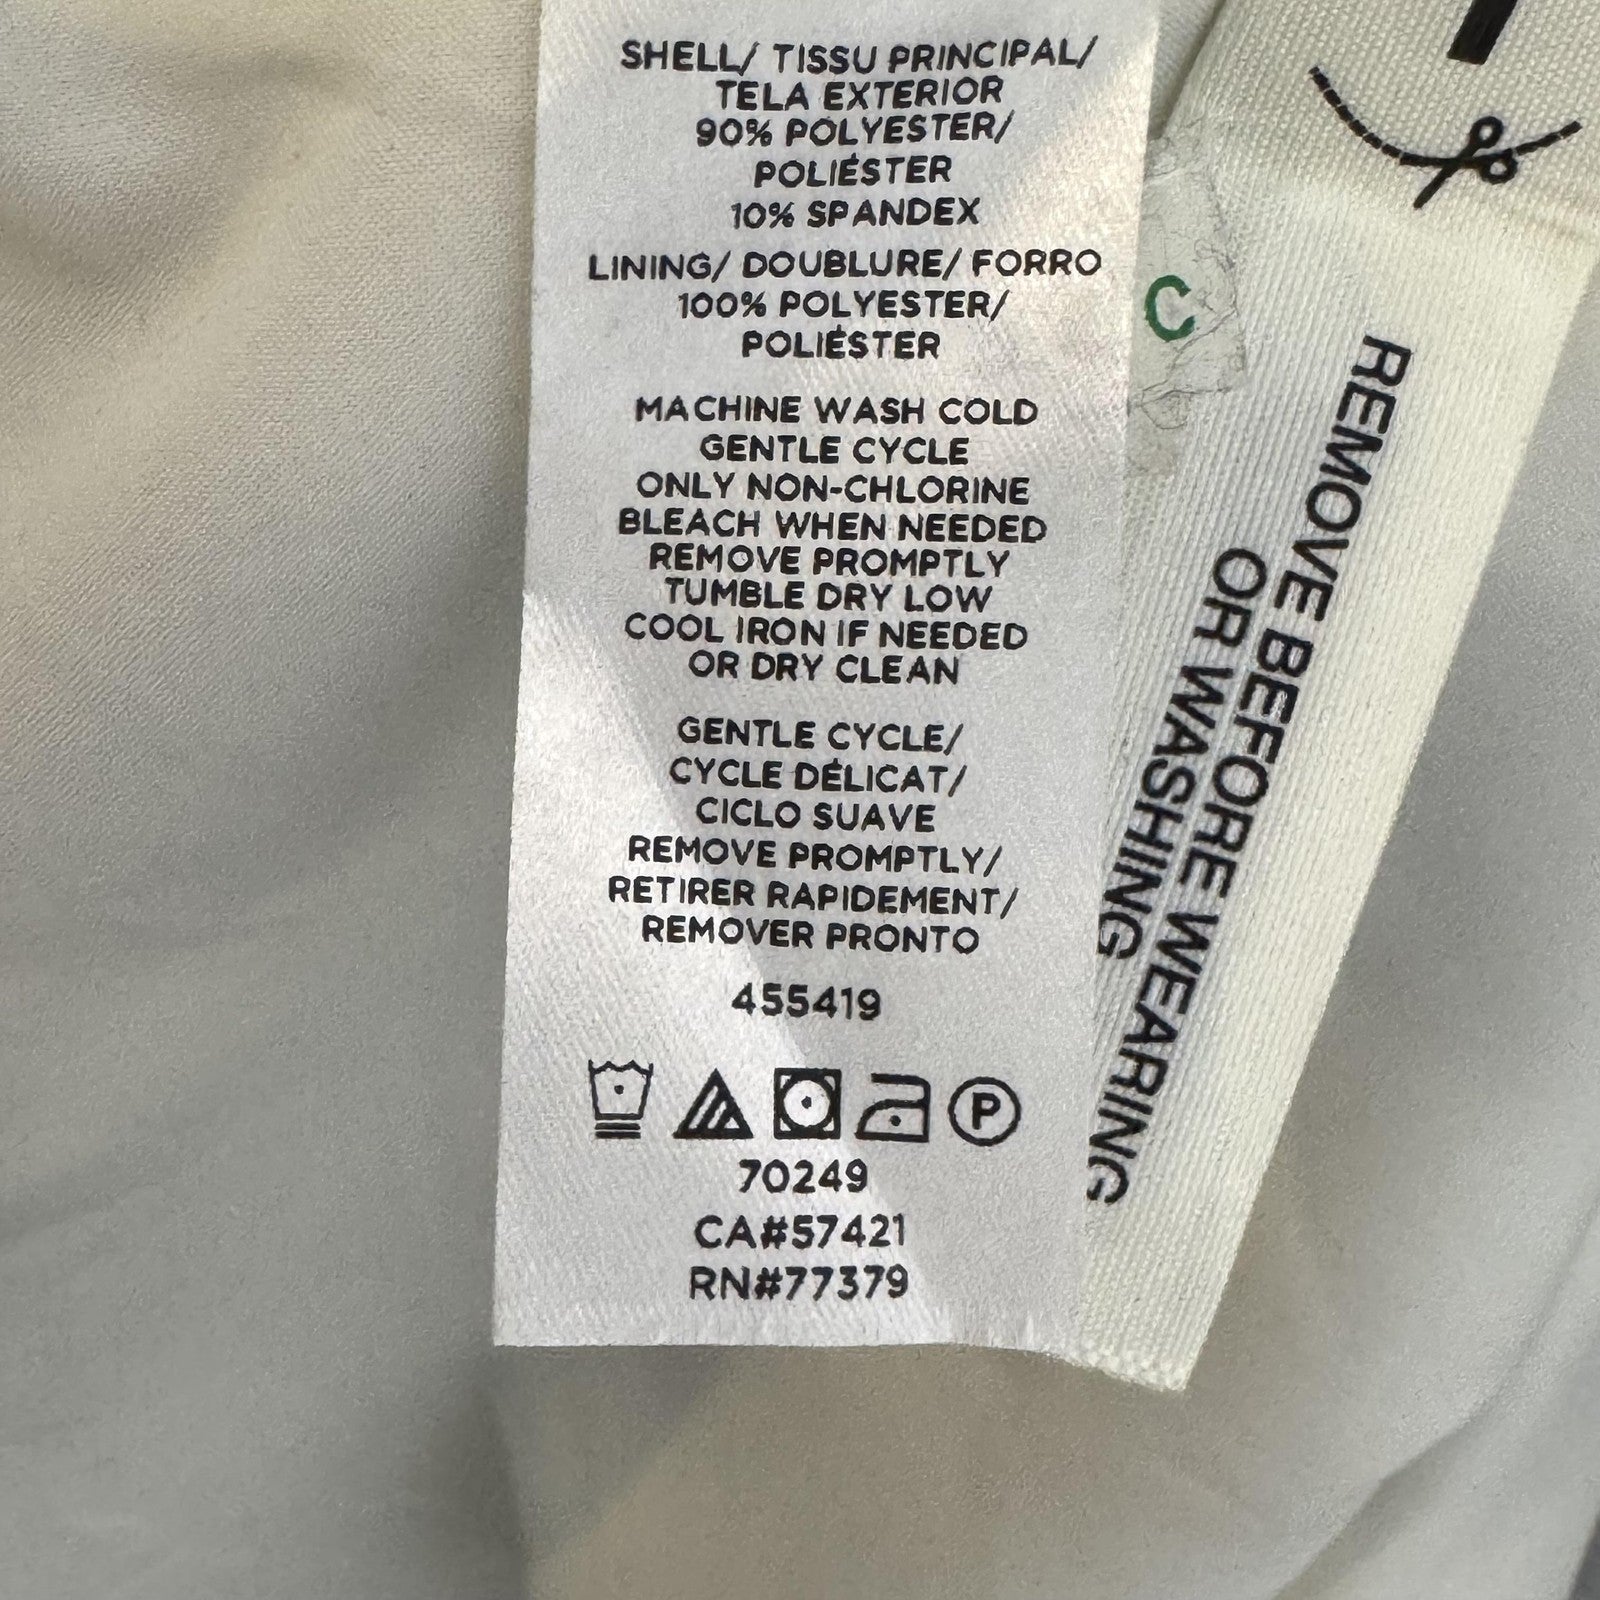 SHELL/ TISSU PRINCIPAL/
TELA EXTERIOR
90% POLYESTER/
POLIÉSTER
10% SPANDEX
LINING/ DOUBLURE/ FORRO
100% POLYESTER/
POLIÉSTER
MACHINE WASH COLD
GENTLE CYCLE
ONLY NON-CHLORINE
BLEACH WHEN NEEDED
REMOVE PROMPTLY
TUMBLE DRY LOW
COOL IRON IF NEEDED
OR DRY CLEAN
GENTLE CYCLE/
CYCLE DÉLICAT/
CICLO SUAVE
REMOVE PROMPTLY/
RETIRER RAPIDEMENT/
REMOVER PRONTO
455419
P
70249
CA#57421
RN#77379
C
REMOVE BEFORE WEARING
OR WASHING